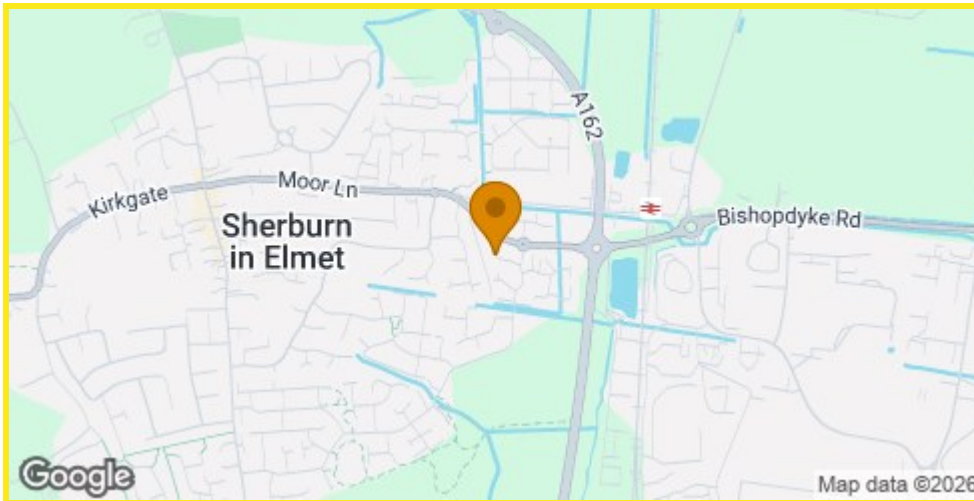 A162
Kirkgate
Moor Ln
Bishopdyke Rd
Sherburn
in Elmet
Google
Map data ©2026